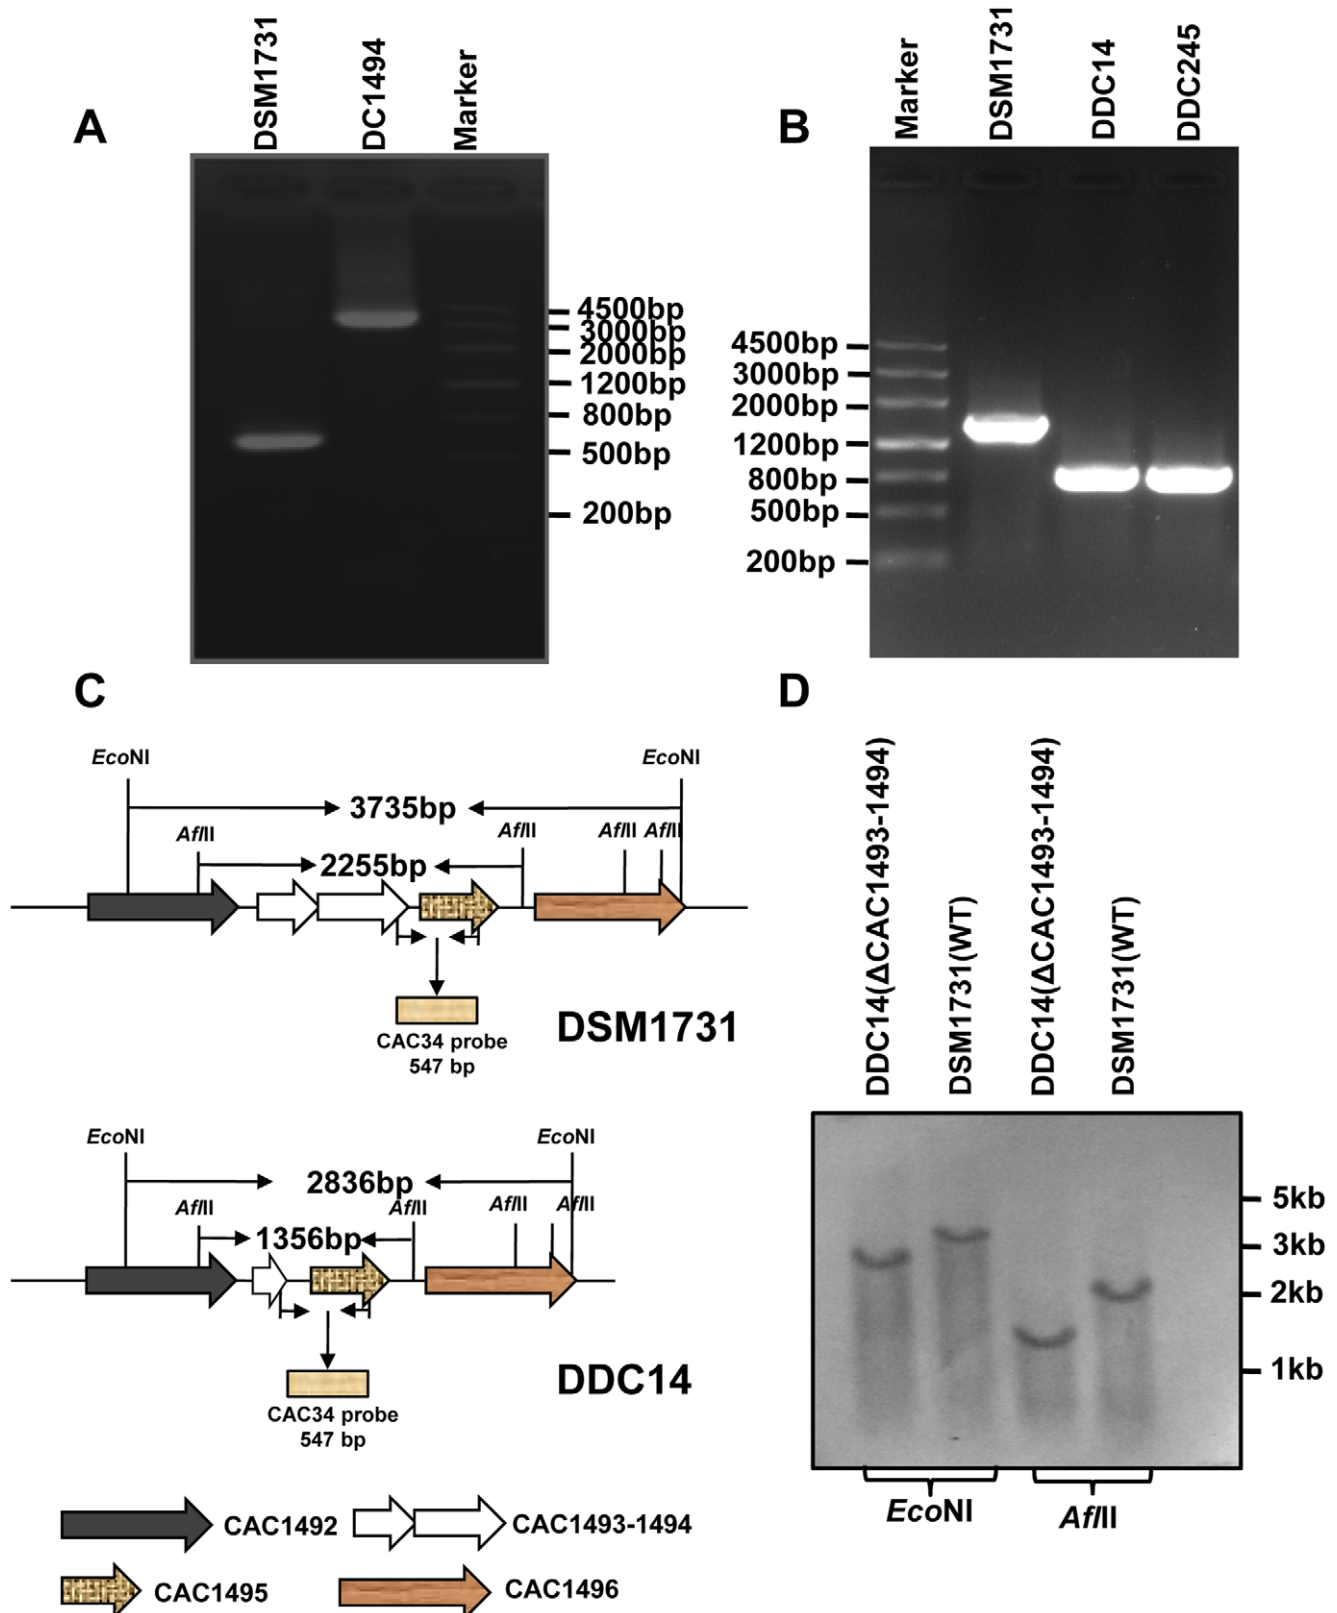 A
DSM1731
DC1494
Marker
4500bp
3000bp
2000bp
1200bp
800bp
500bp
200bp
B
Marker
DSM1731
DDC14
DDC245
4500bp
3000bp
2000bp
1200bp
800bp
500bp
200bp
C
EcoNI
EcoNI
3735bp
AflII
AflII
AflII
AflII
2255bp
CAC34 probe
547 bp
DSM1731
EcoNI
EcoNI
2836bp
AflII
AflII
AflII
AflII
1356bp
CAC34 probe
547 bp
DDC14
CAC1492
CAC1493-1494
CAC1495
CAC1496
D
DDC14(ΔCAC1493-1494)
DSM1731(WT)
DDC14(ΔCAC1493-1494)
DSM1731(WT)
5kb
3kb
2kb
1kb
EcoNI
AflII